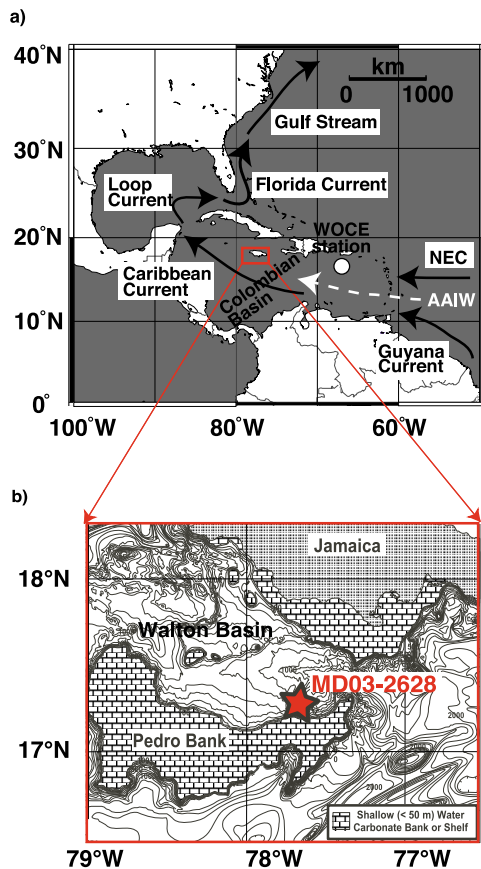 a)
40°N
km
0 1000
Gulf Stream
30°N
Loop
Current
Florida Current
WOCE
station
20°N
NEC
Caribbean
Current
Colombian
Basin
AAIW
10°N
Guyana
Current
0°
100°W 80°W 60°W
b)
Jamaica
18°N
Walton Basin
MD03-2628
2000
Pedro Bank
17°N
2000
Shallow (< 50 m) Water
Carbonate Bank or Shelf
79°W 78°W 77°W